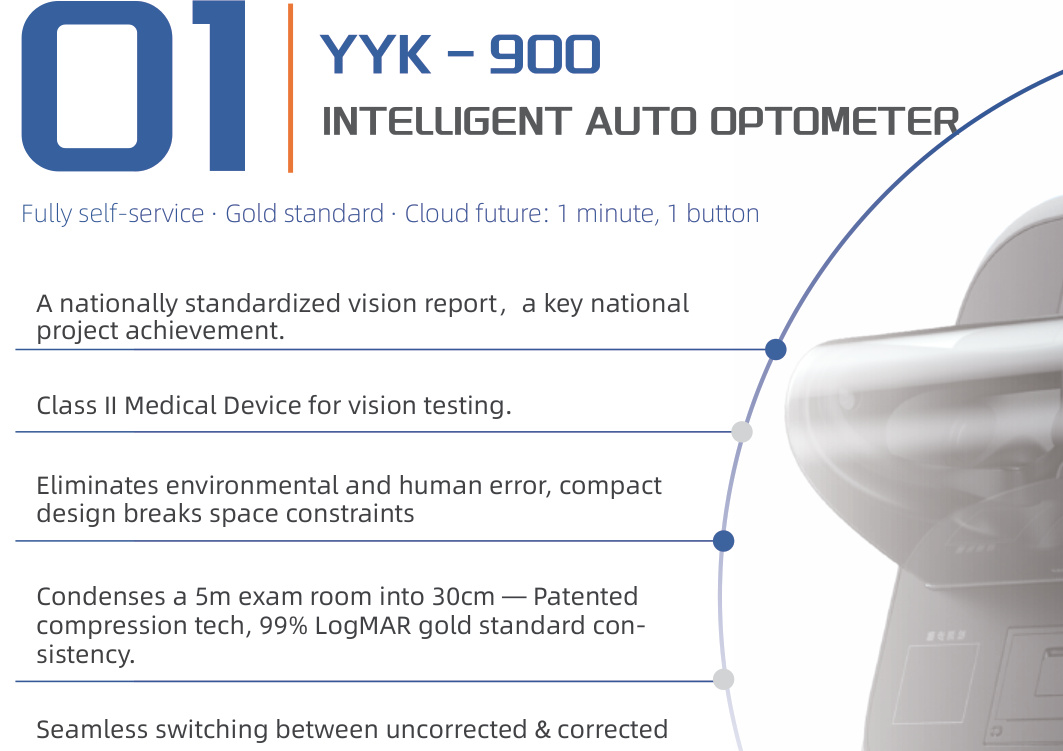 01
YYK - 900
INTELLIGENT AUTO OPTOMETER
Fully self-service · Gold standard · Cloud future: 1 minute, 1 button
A nationally standardized vision report，a key national
project achievement.
Class II Medical Device for vision testing.
Eliminates environmental and human error, compact
design breaks space constraints
Condenses a 5m exam room into 30cm — Patented
compression tech, 99% LogMAR gold standard con-
sistency.
Seamless switching between uncorrected & corrected